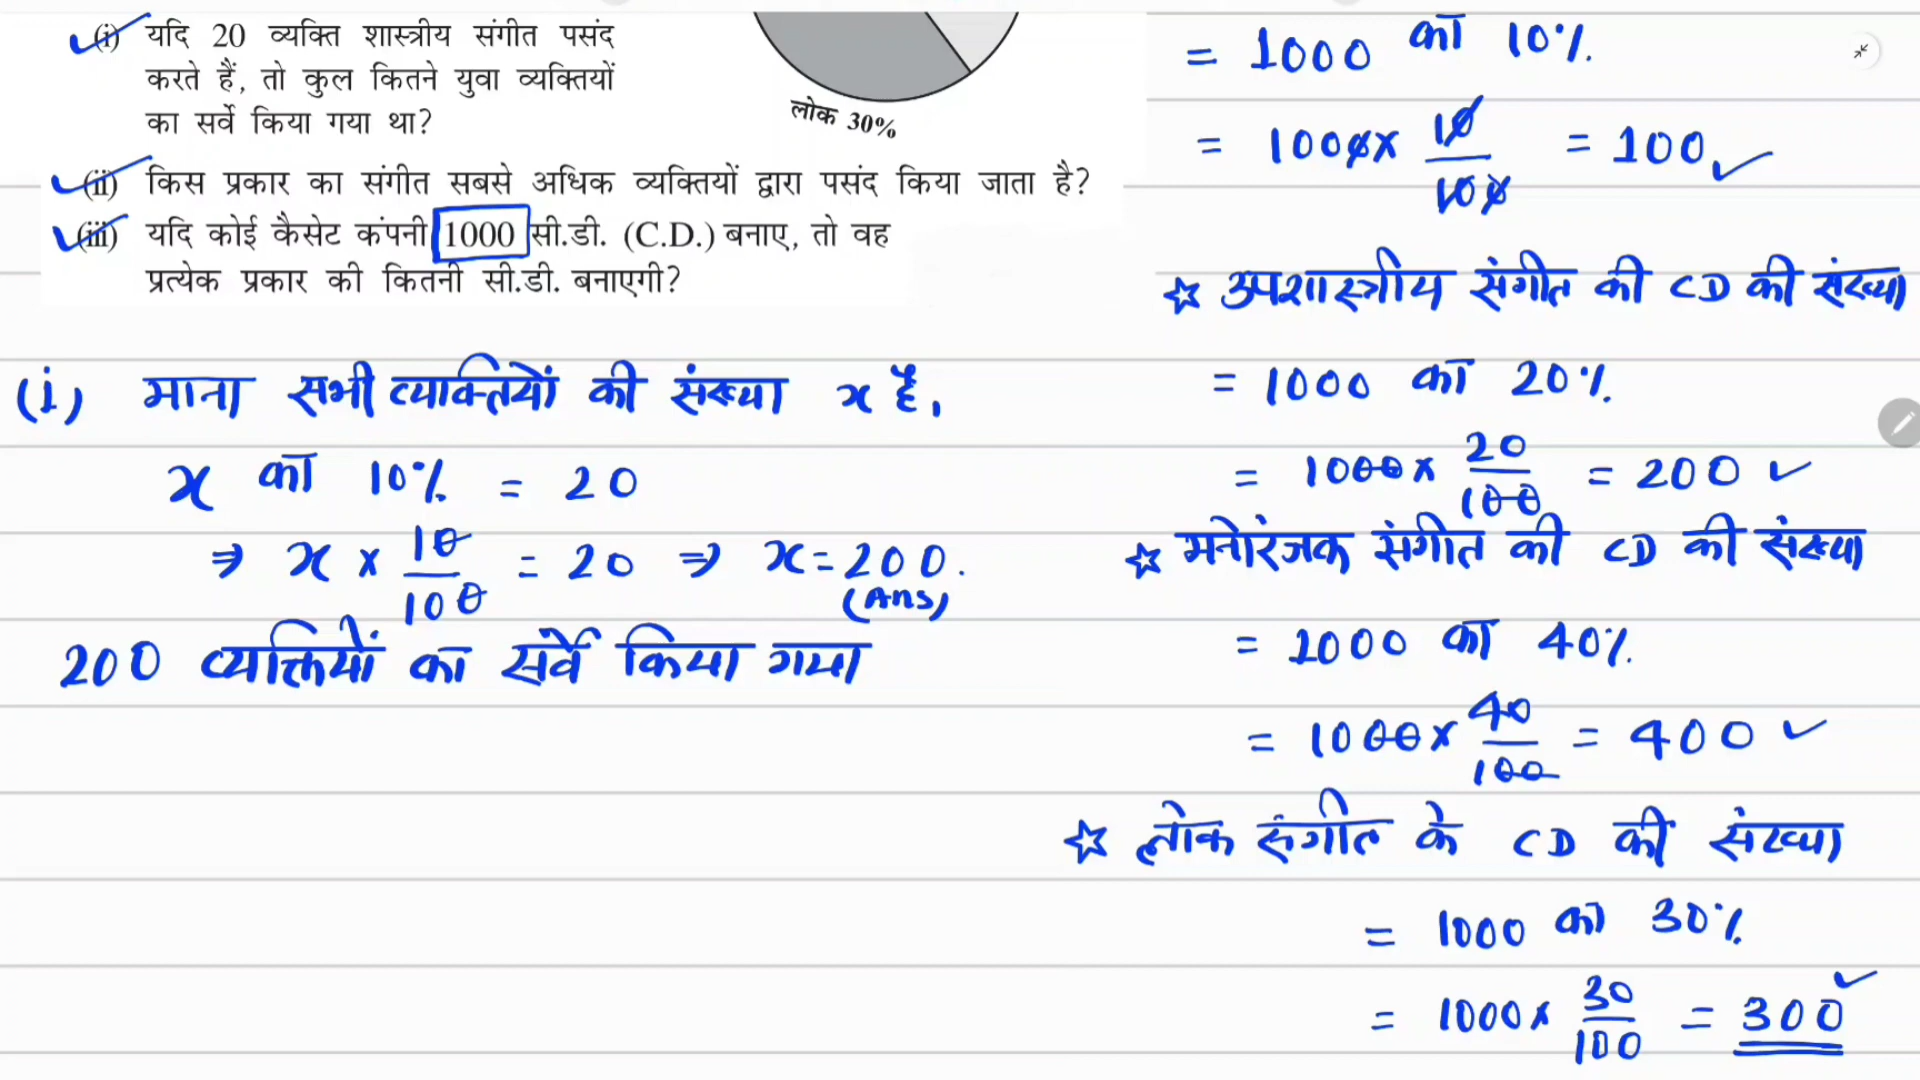 (i) यदि 20 व्यक्ति शास्त्रीय संगीत पसंद
करते हैं, तो कुल कितने युवा व्यक्तियों
का सर्वे किया गया था?
लोक 30%
(ii) किस प्रकार का संगीत सबसे अधिक व्यक्तियों द्वारा पसंद किया जाता है?
(iii) यदि कोई कैसेट कंपनी 1000 सी.डी. (C.D.) बनाए, तो वह
प्रत्येक प्रकार की कितनी सी.डी. बनाएगी?
(i) माना सभी व्यक्तियों की संख्या x है,
x का 10% = 20
⇒ x × 10/100 = 20 ⇒ x = 200.
(Ans)
200 व्यक्तियों का सर्वे किया गया
= 1000 का 10%
= 1000 × 10/100 = 100
☆ उपशास्त्रीय संगीत की CD की संख्या
= 1000 का 20%
= 1000 × 20/100 = 200
☆ मनोरंजक संगीत की CD की संख्या
= 1000 का 40%
= 1000 × 40/100 = 400
☆ लोक संगीत के CD की संख्या
= 1000 का 30%
= 1000 × 30/100 = 300